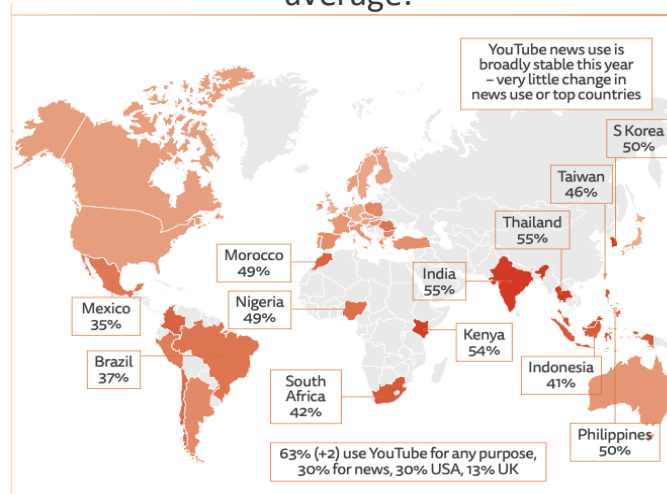 average?
YouTube news use is
broadly stable this year
– very little change in
news use or top countries
S Korea
50%
Taiwan
46%
Thailand
55%
Morocco
49%
India
55%
Nigeria
49%
Mexico
35%
Kenya
54%
Brazil
37%
Indonesia
41%
South
Africa
42%
Philippines
50%
63% (+2) use YouTube for any purpose,
30% for news, 30% USA, 13% UK